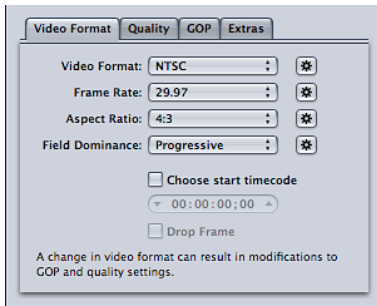 Video Format Quality GOP Extras
Video Format: NTSC
Frame Rate: 29.97
Aspect Ratio: 4:3
Field Dominance: Progressive
Choose start timecode
00:00:00;00
Drop Frame
A change in video format can result in modifications to
GOP and quality settings.